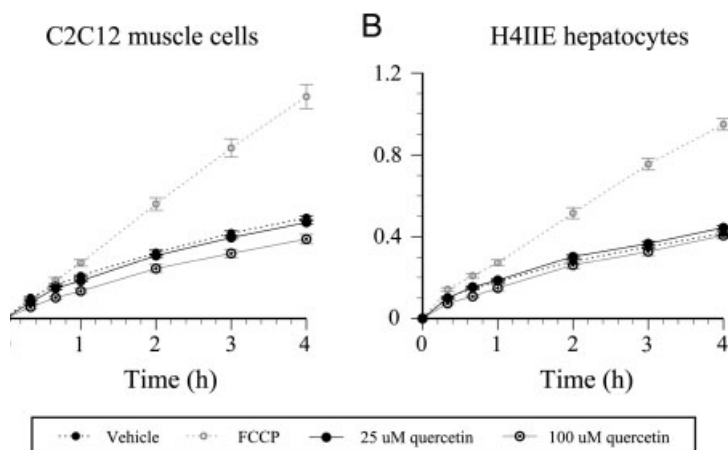 C2C12 muscle cells
B
H4IIE hepatocytes
1.2
0.8
0.4
0
1 2 3 4
0 1 2 3 4
Time (h)
Time (h)
Vehicle FCCP 25 uM quercetin 100 uM quercetin